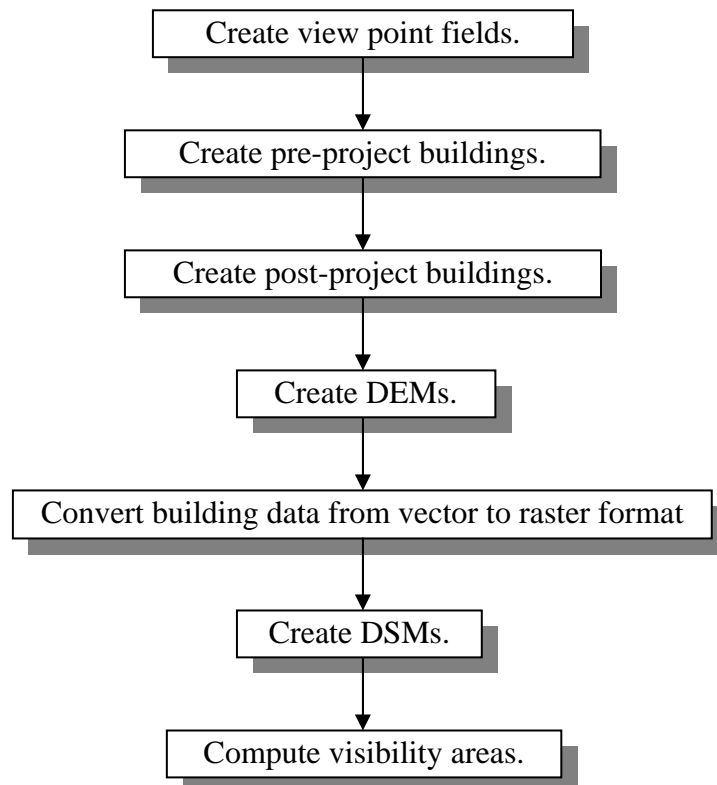 Create view point fields.
Create pre-project buildings.
Create post-project buildings.
Create DEMs.
Convert building data from vector to raster format
Create DSMs.
Compute visibility areas.